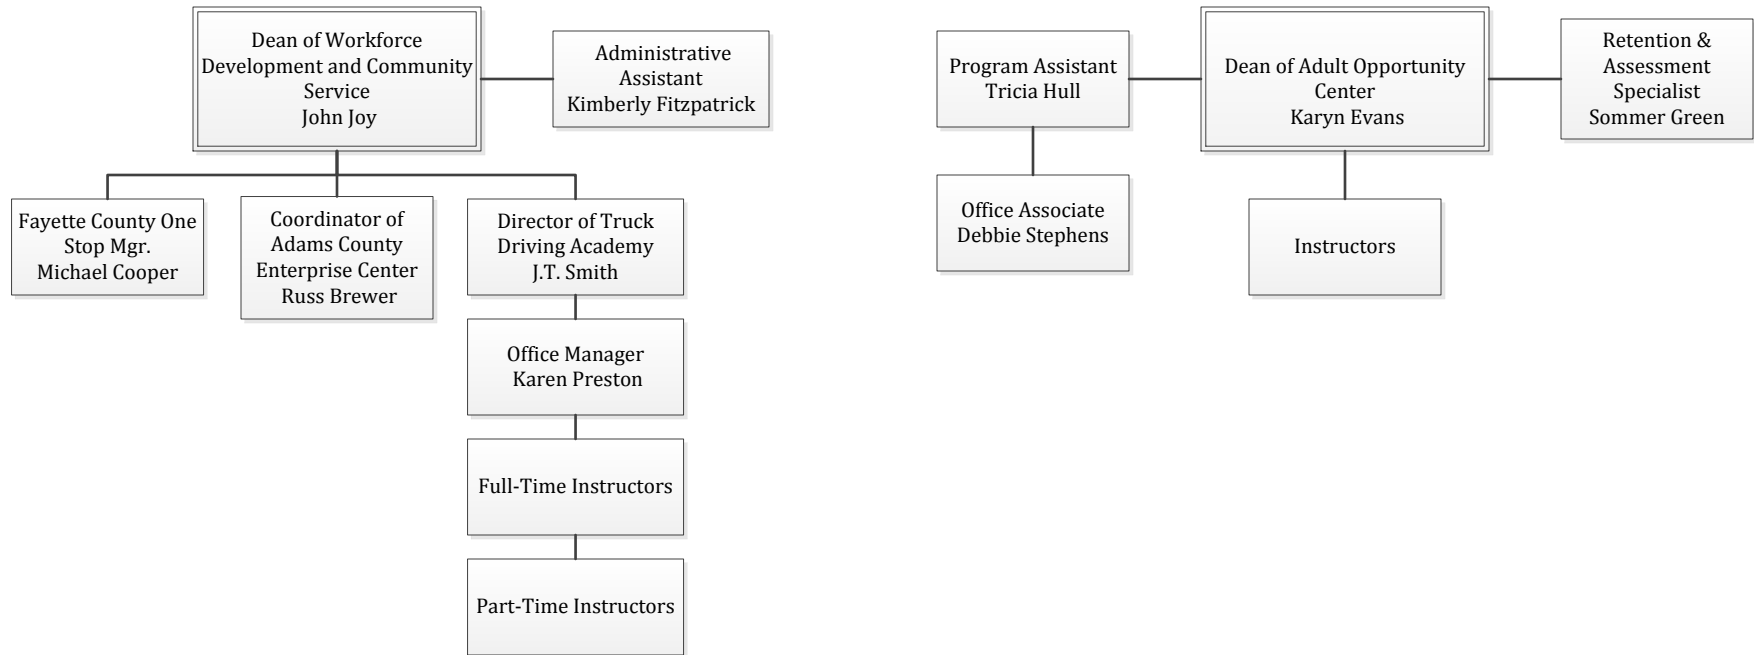 Dean of Workforce
Development and Community
Service
John Joy
Administrative
Assistant
Kimberly Fitzpatrick
Fayette County One
Stop Mgr.
Michael Cooper
Coordinator of
Adams County
Enterprise Center
Russ Brewer
Director of Truck
Driving Academy
J.T. Smith
Office Manager
Karen Preston
Full-Time Instructors
Part-Time Instructors
Program Assistant
Tricia Hull
Dean of Adult Opportunity
Center
Karyn Evans
Retention &
Assessment
Specialist
Sommer Green
Office Associate
Debbie Stephens
Instructors